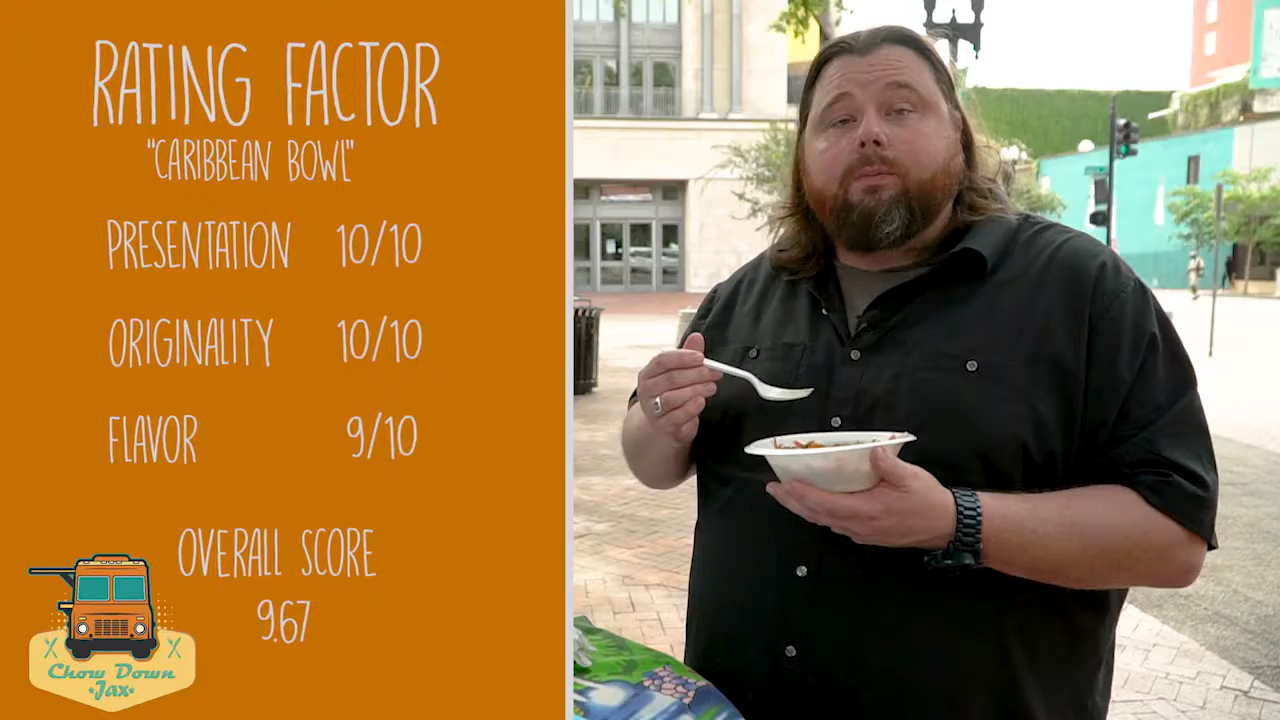 RATING FACTOR
"CARIBBEAN BOWL"
PRESENTATION 10/10
ORIGINALITY 10/10
FLAVOR 9/10
OVERALL SCORE
9.67
Chow Down
Jax